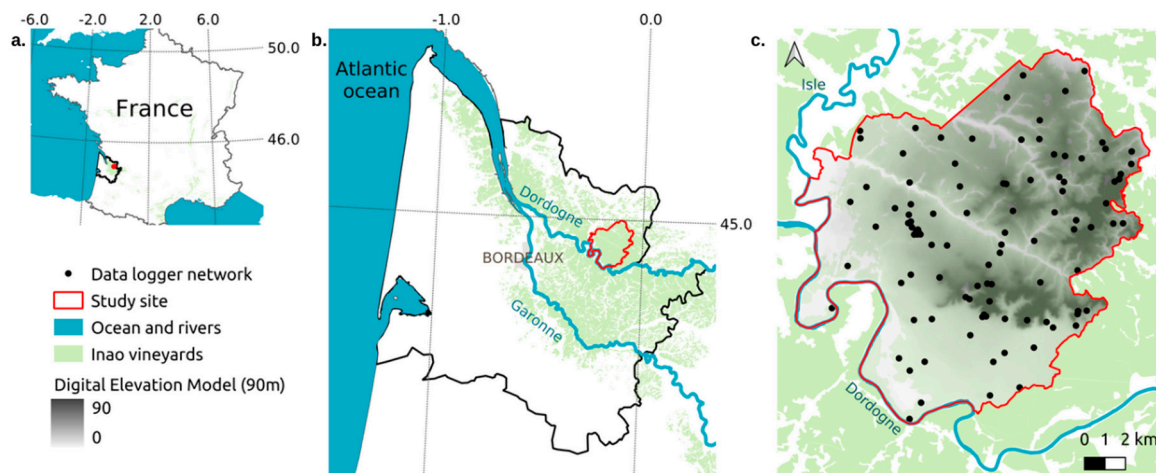 -6.0 -2.0 2.0 6.0
a.
50.0
France
46.0
Data logger network
Study site
Ocean and rivers
Inao vineyards
Digital Elevation Model (90m)
90
0
-1.0 0.0
b.
Atlantic
ocean
Dordogne
45.0
BORDEAUX
Garonne
c.
Isle
Dordogne
0 1 2 km